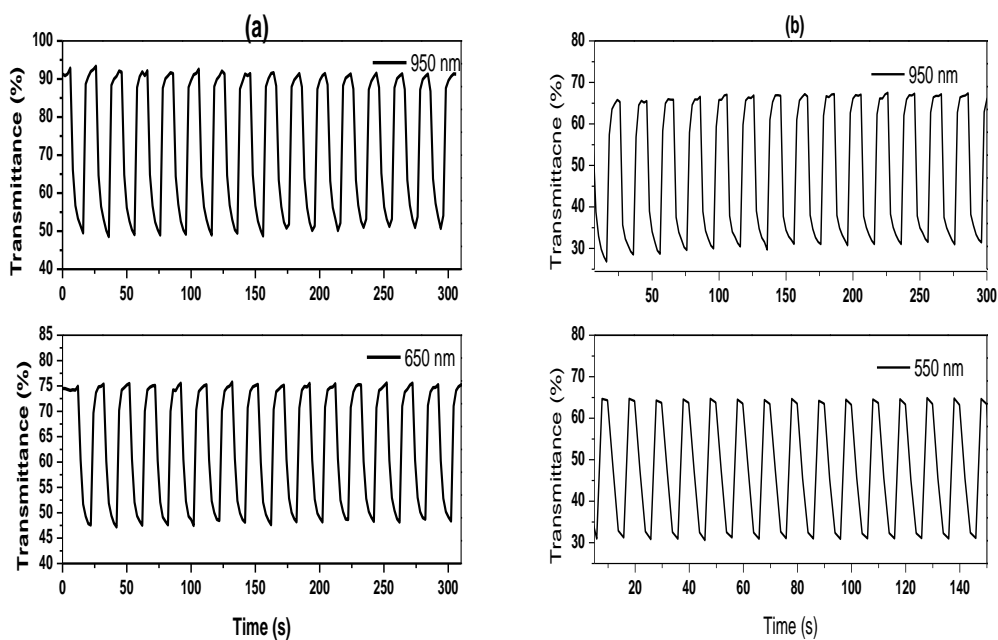 (a)
100
90
80
70
60
50
40
Transmittance (%)
950 nm
0 50 100 150 200 250 300
85
80
75
70
65
60
55
50
45
40
Transmittance (%)
650 nm
0 50 100 150 200 250 300
Time (s)
(b)
80
70
60
50
40
30
Transmittacne (%)
950 nm
50 100 150 200 250 300
80
70
60
50
40
30
Transmittance (%)
550 nm
20 40 60 80 100 120 140
Time (s)